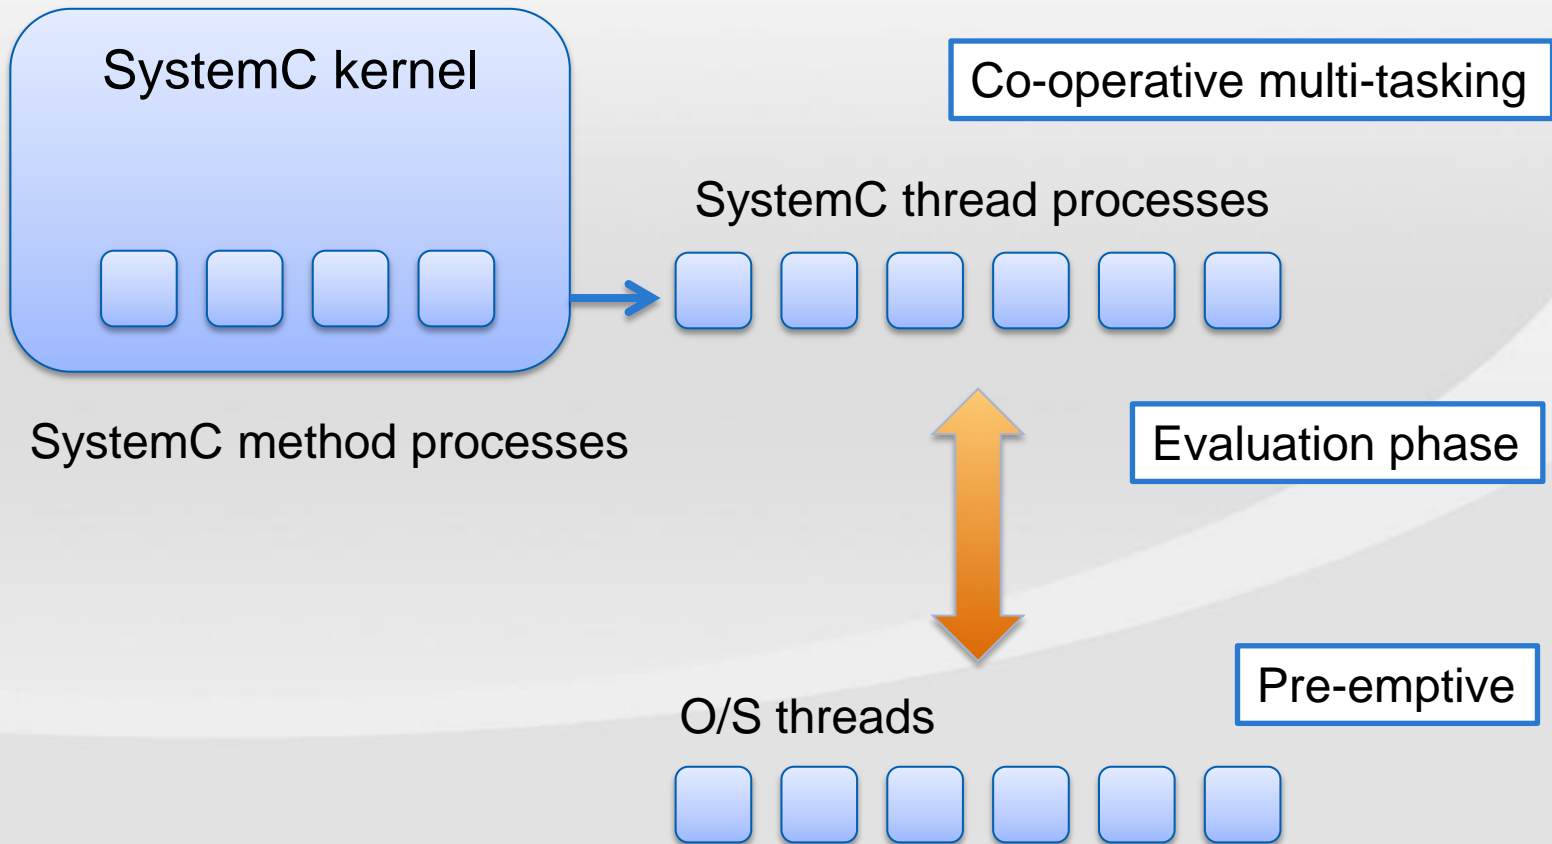 SystemC kernel
Co-operative multi-tasking
SystemC thread processes
SystemC method processes
Evaluation phase
Pre-emptive
O/S threads